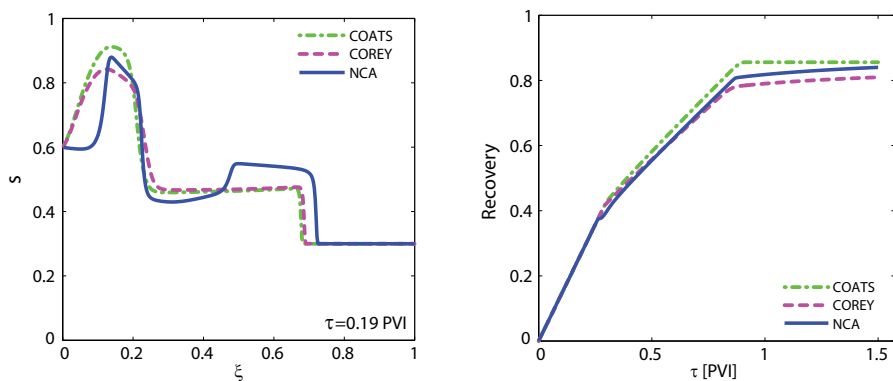 1
0.8
0.6
0.4
0.2
0
s
0 0.2 0.4 0.6 0.8 1
ξ
COATS
COREY
NCA
τ=0.19 PVI
1
0.8
0.6
0.4
0.2
0
Recovery
0 0.5 1 1.5
τ [PVI]
COATS
COREY
NCA